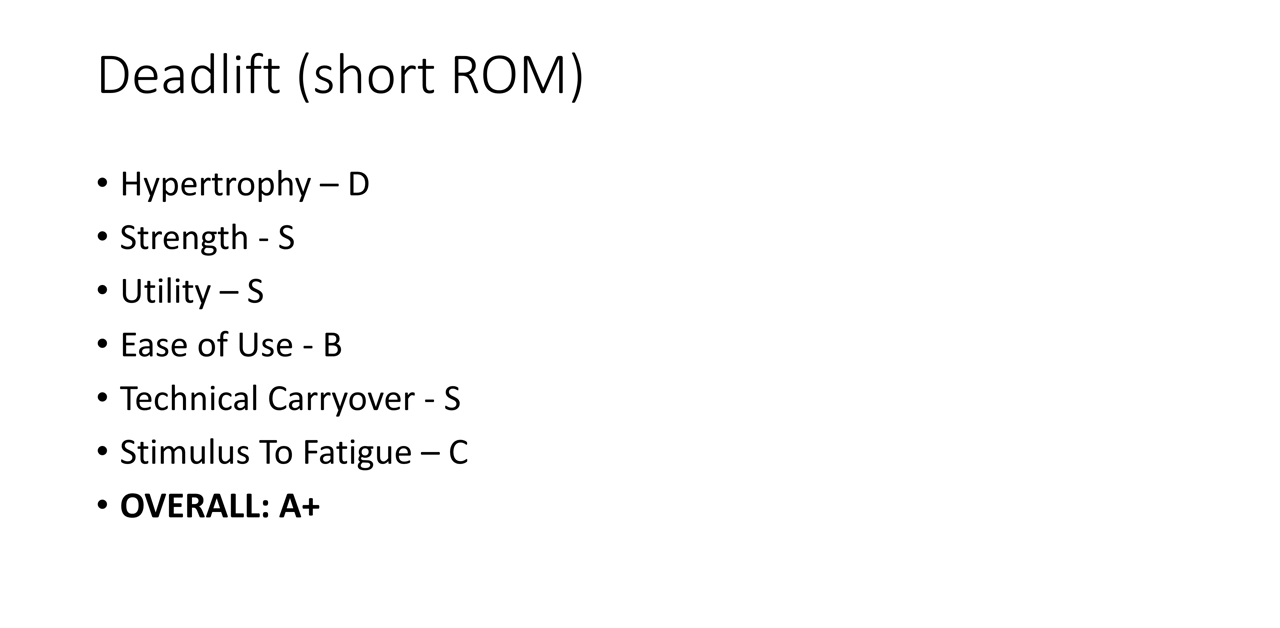 Deadlift (short ROM)
• Hypertrophy – D
• Strength - S
• Utility – S
• Ease of Use - B
• Technical Carryover - S
• Stimulus To Fatigue – C
• OVERALL: A+